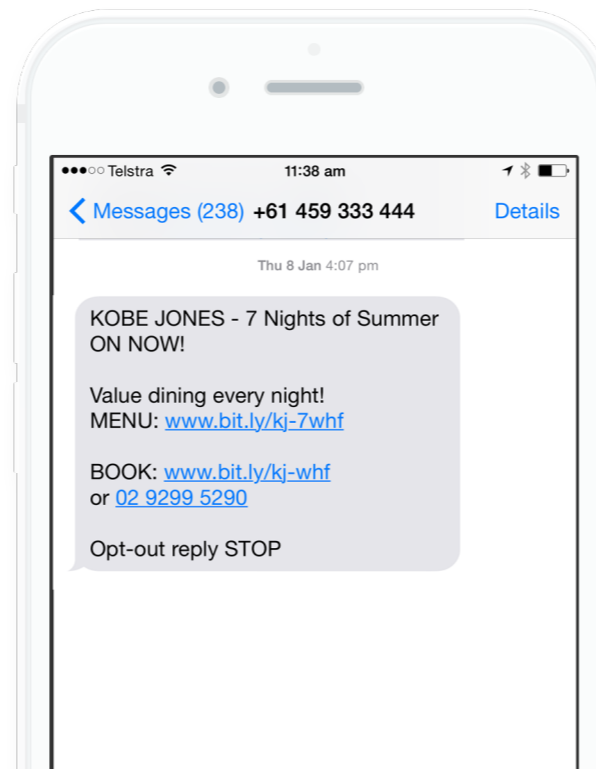 Telstra 11:38 am
Messages (238) +61 459 333 444 Details
Thu 8 Jan 4:07 pm
KOBE JONES - 7 Nights of Summer
ON NOW!
Value dining every night!
MENU: www.bit.ly/kj-7whf
BOOK: www.bit.ly/kj-whf
or 02 9299 5290
Opt-out reply STOP